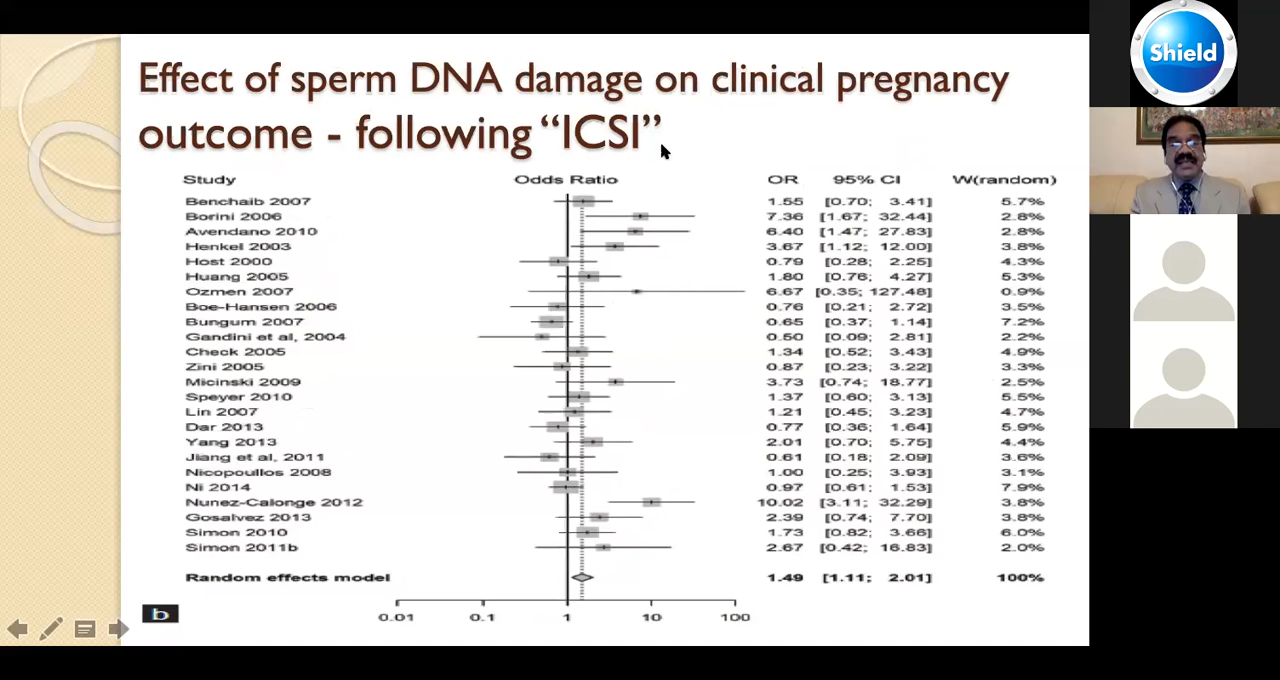 Effect of sperm DNA damage on clinical pregnancy
outcome - following “ICSI”
Study Odds Ratio OR 95% CI W(random)
Benchaib 2007 1.55 [0.70; 3.41] 5.7%
Borini 2006 7.36 [1.67; 32.44] 2.8%
Avendano 2010 6.40 [1.47; 27.83] 2.8%
Henkel 2003 3.67 [1.12; 12.00] 3.8%
Host 2000 0.79 [0.28; 2.25] 4.3%
Huang 2005 1.80 [0.76; 4.27] 5.3%
Ozmen 2007 6.67 [0.35; 127.48] 0.9%
Boe-Hansen 2006 0.76 [0.21; 2.72] 3.5%
Bungum 2007 0.65 [0.37; 1.14] 7.2%
Gandini et al, 2004 0.50 [0.09; 2.81] 2.2%
Check 2005 1.34 [0.52; 3.43] 4.9%
Zini 2005 0.87 [0.23; 3.22] 3.3%
Micinski 2009 3.73 [0.74; 18.77] 2.5%
Speyer 2010 1.37 [0.60; 3.13] 5.5%
Lin 2007 1.21 [0.45; 3.23] 4.7%
Dar 2013 0.77 [0.36; 1.64] 5.9%
Yang 2013 2.01 [0.70; 5.75] 4.4%
Jiang et al, 2011 0.61 [0.18; 2.09] 3.6%
Nicopoullos 2008 1.00 [0.25; 3.93] 3.1%
Ni 2014 0.97 [0.61; 1.53] 7.9%
Nunez-Calonge 2012 10.02 [3.11; 32.29] 3.8%
Gosalvez 2013 2.39 [0.74; 7.70] 3.8%
Simon 2010 1.73 [0.82; 3.66] 6.0%
Simon 2011b 2.67 [0.42; 16.83] 2.0%
Random effects model 1.49 [1.11; 2.01] 100%
b
0.01 0.1 1 10 100
Shield